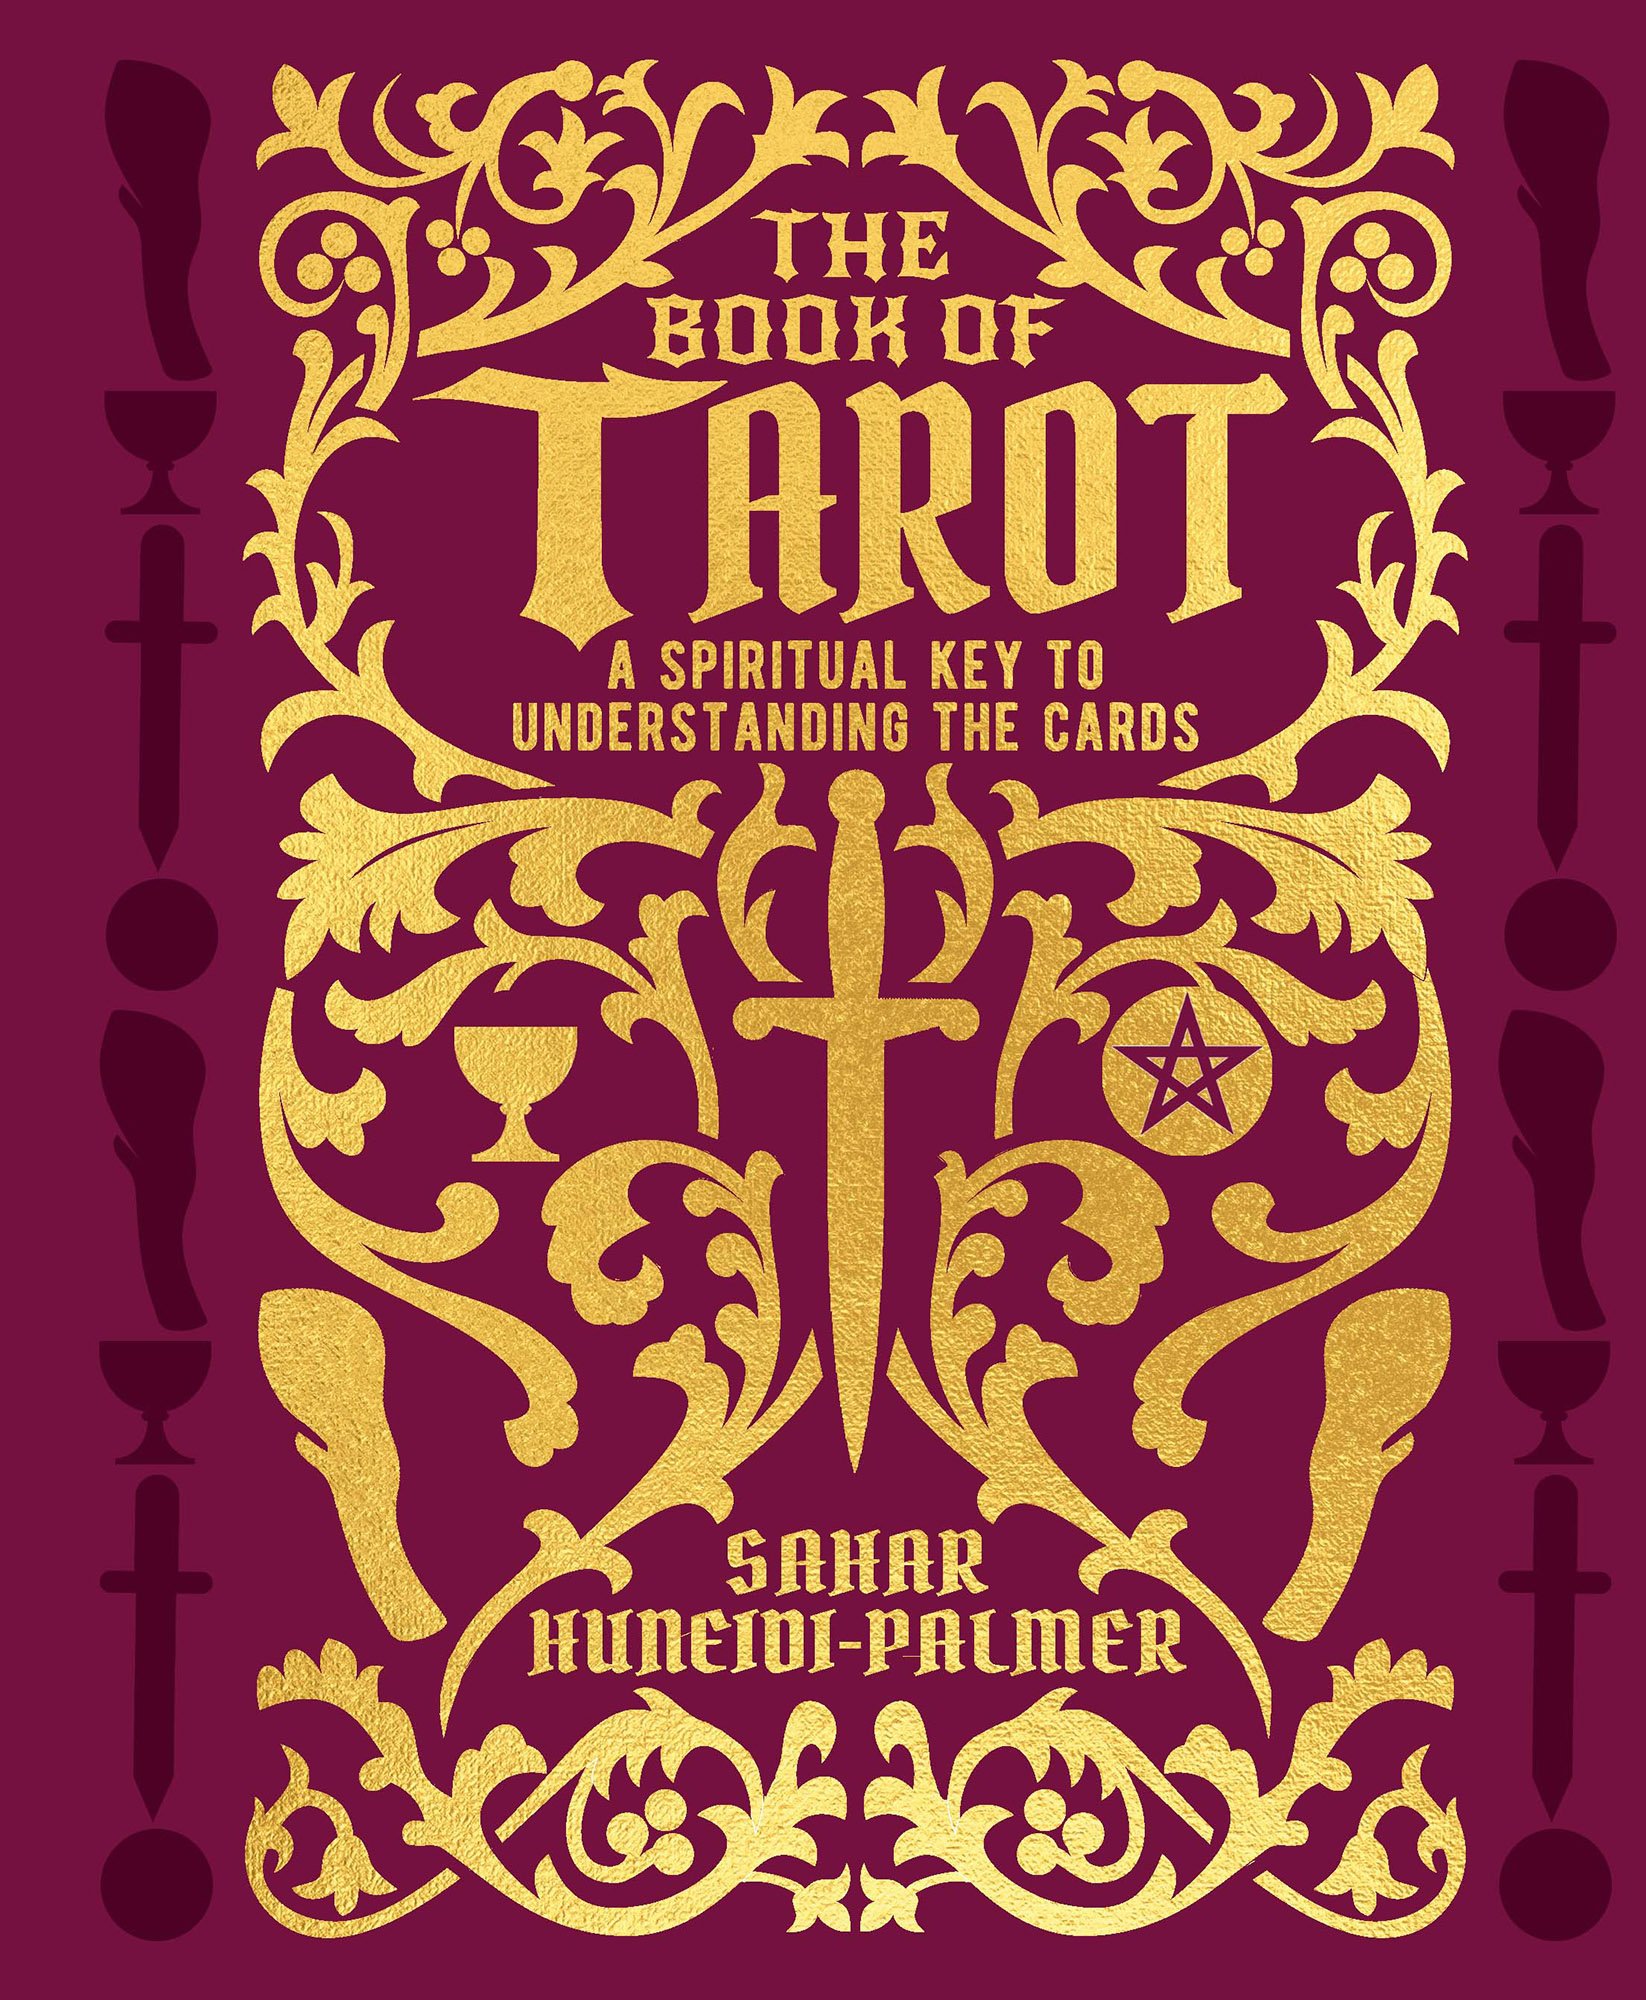 THE
BOOK OF
TAROT
A SPIRITUAL KEY TO
UNDERSTANDING THE CARDS
SAHAR
HUNEIDI-PALMER